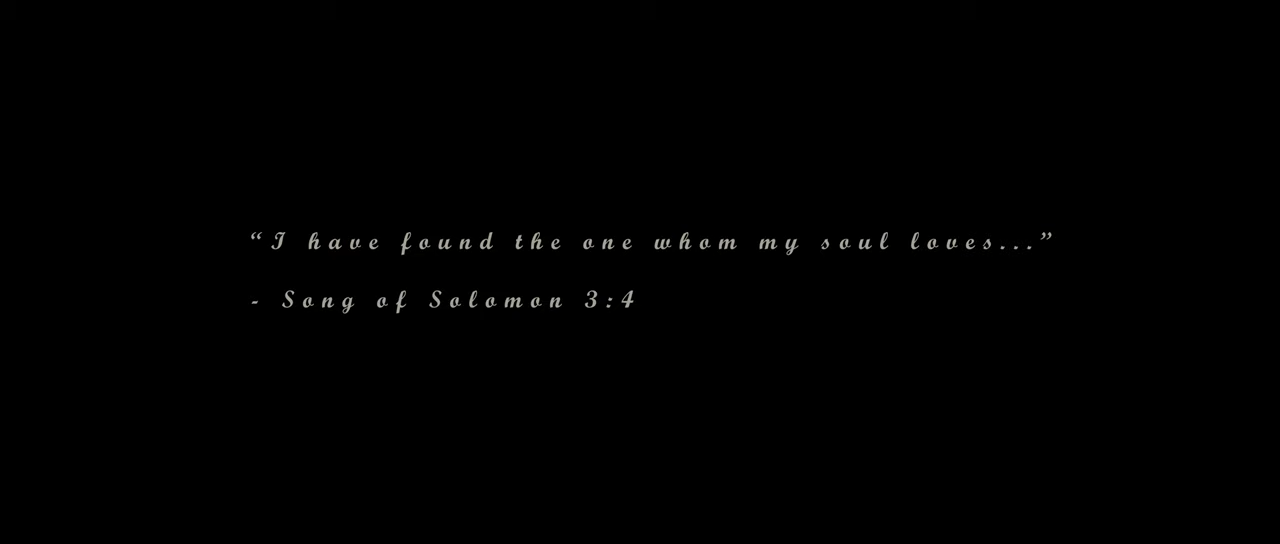 “I have found the one whom my soul loves...”
- Song of Solomon 3:4